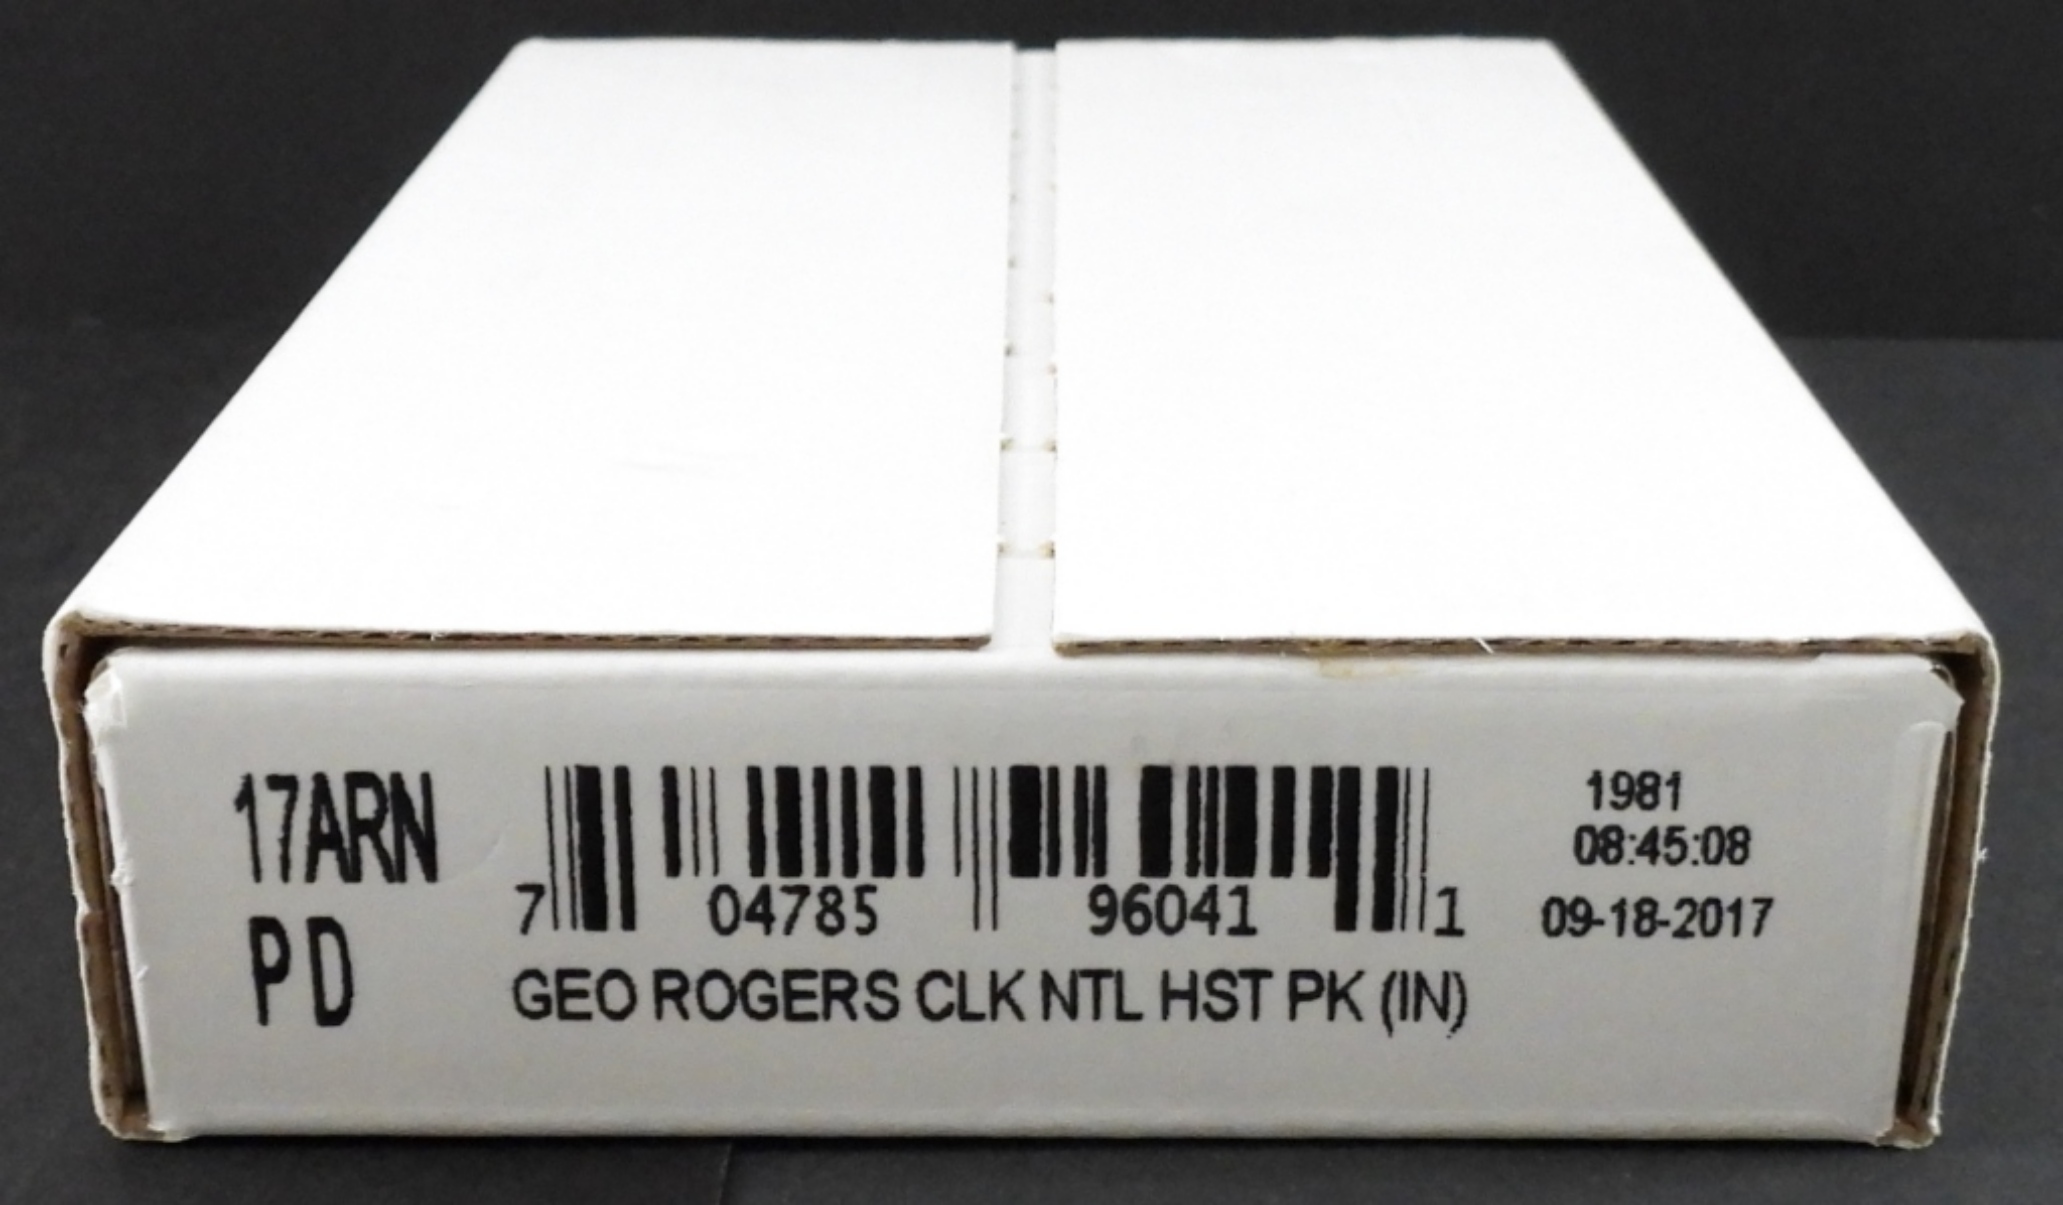 17ARN
PD
7 04785 96041 1
GEO ROGERS CLK NTL HST PK (IN)
1981
08:45:08
09-18-2017